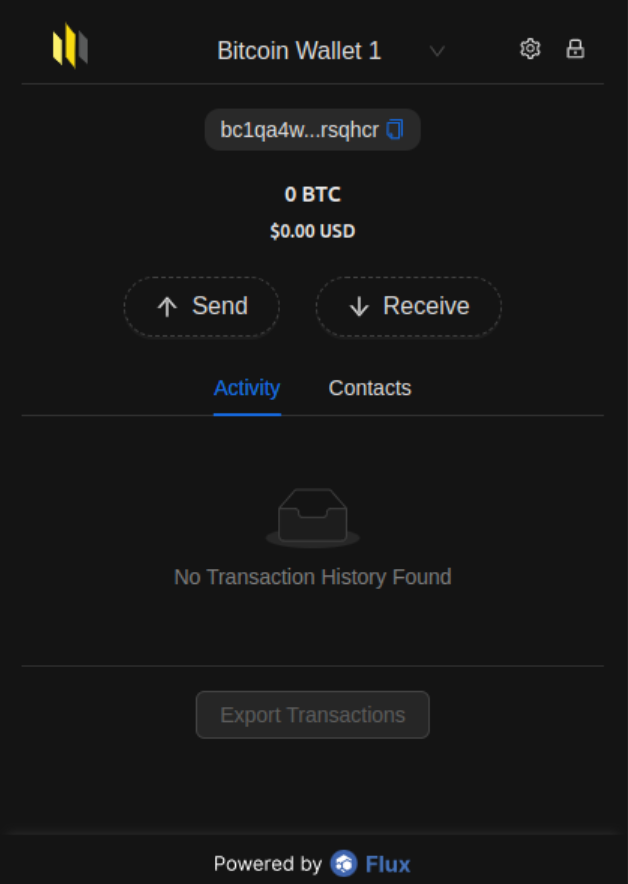 Bitcoin Wallet 1
bc1qa4w...rsqhcr
0 BTC
$0.00 USD
Send Receive
Activity Contacts
No Transaction History Found
Export Transactions
Powered by Flux